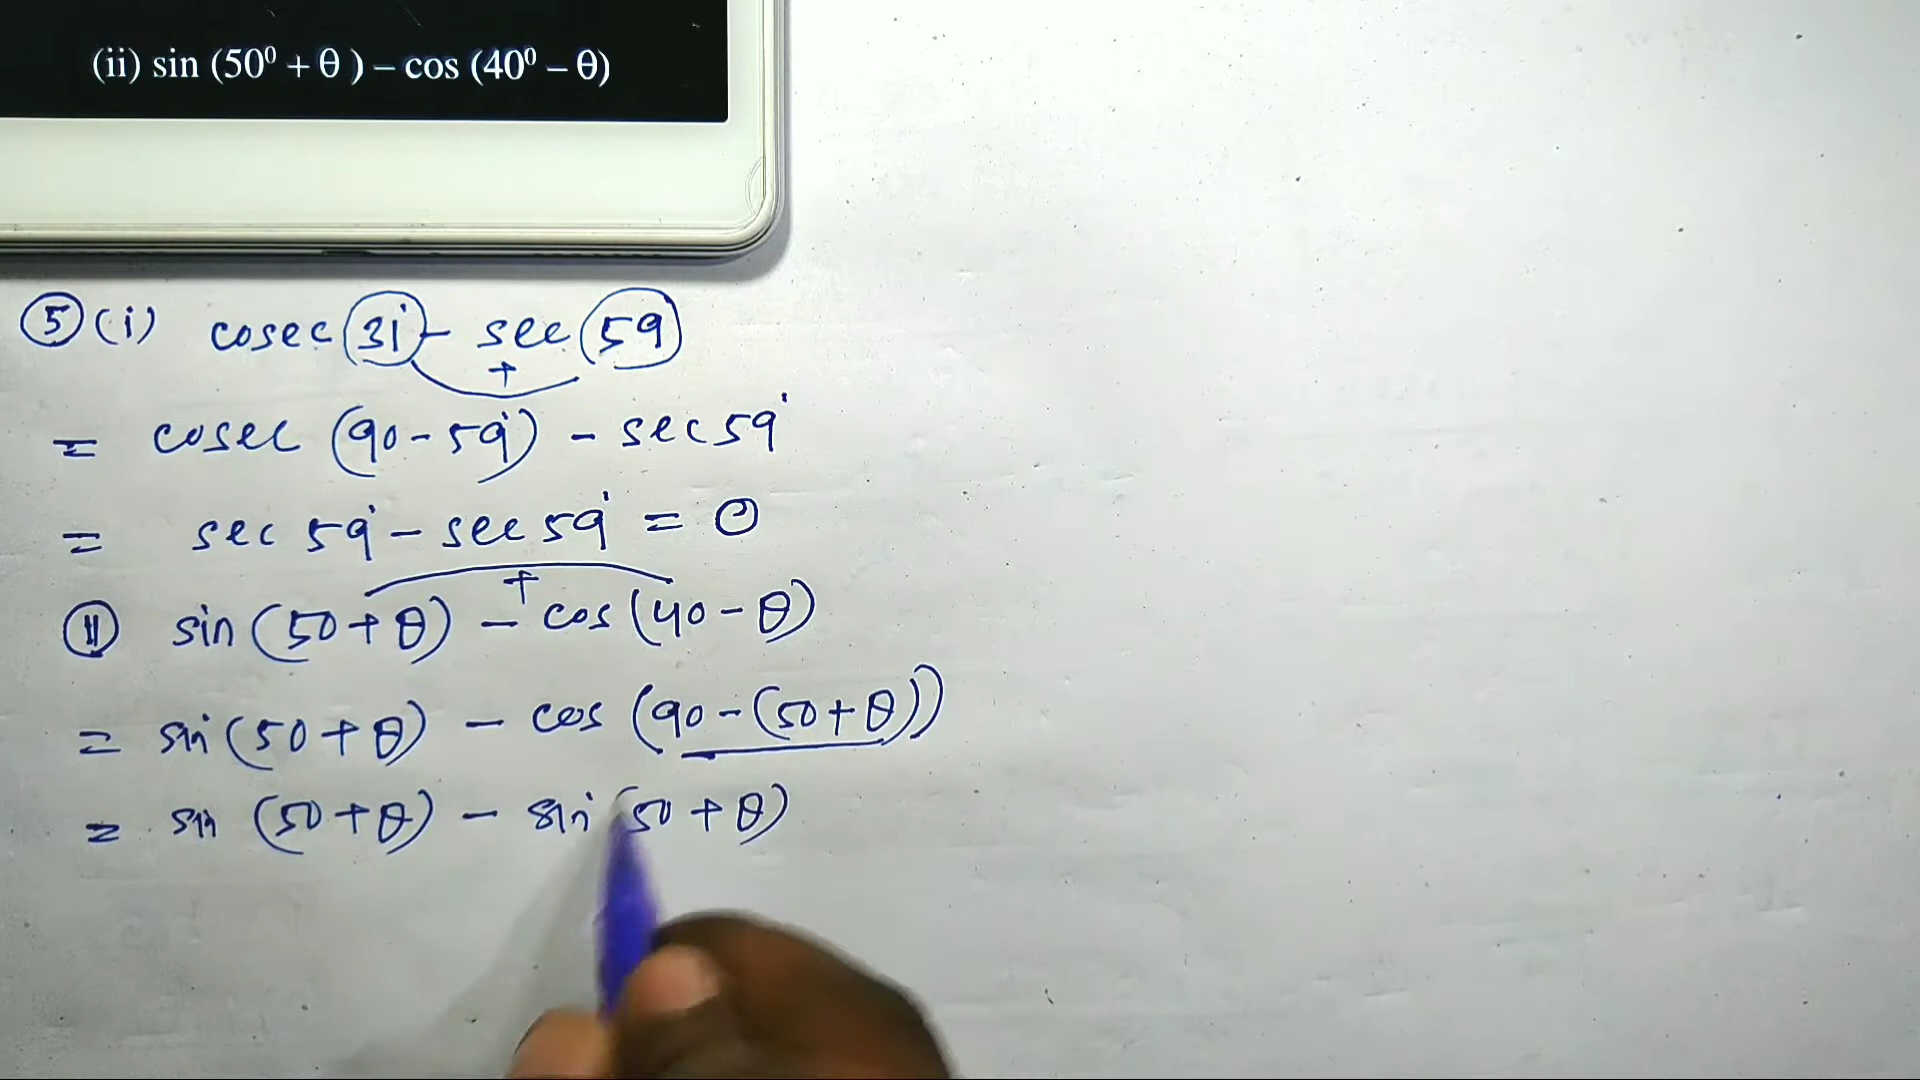 (ii) sin (50⁰ + θ ) – cos (40⁰ – θ)
⑤ (i) cosec (31° - sec (59)
+
= cosec (90 - 59°) - sec 59°
= sec 59° - sec 59° = 0
+
(ii) sin (50 + θ) - cos (40 - θ)
= sin (50 + θ) - cos (90 - (50 + θ))
= sin (50 + θ) - sin (50 + θ)